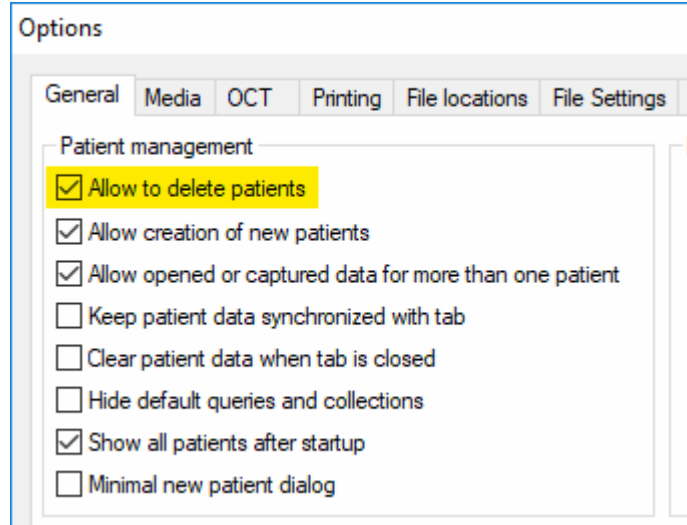 Options
General Media OCT Printing File locations File Settings
Patient management
Allow to delete patients
Allow creation of new patients
Allow opened or captured data for more than one patient
Keep patient data synchronized with tab
Clear patient data when tab is closed
Hide default queries and collections
Show all patients after startup
Minimal new patient dialog